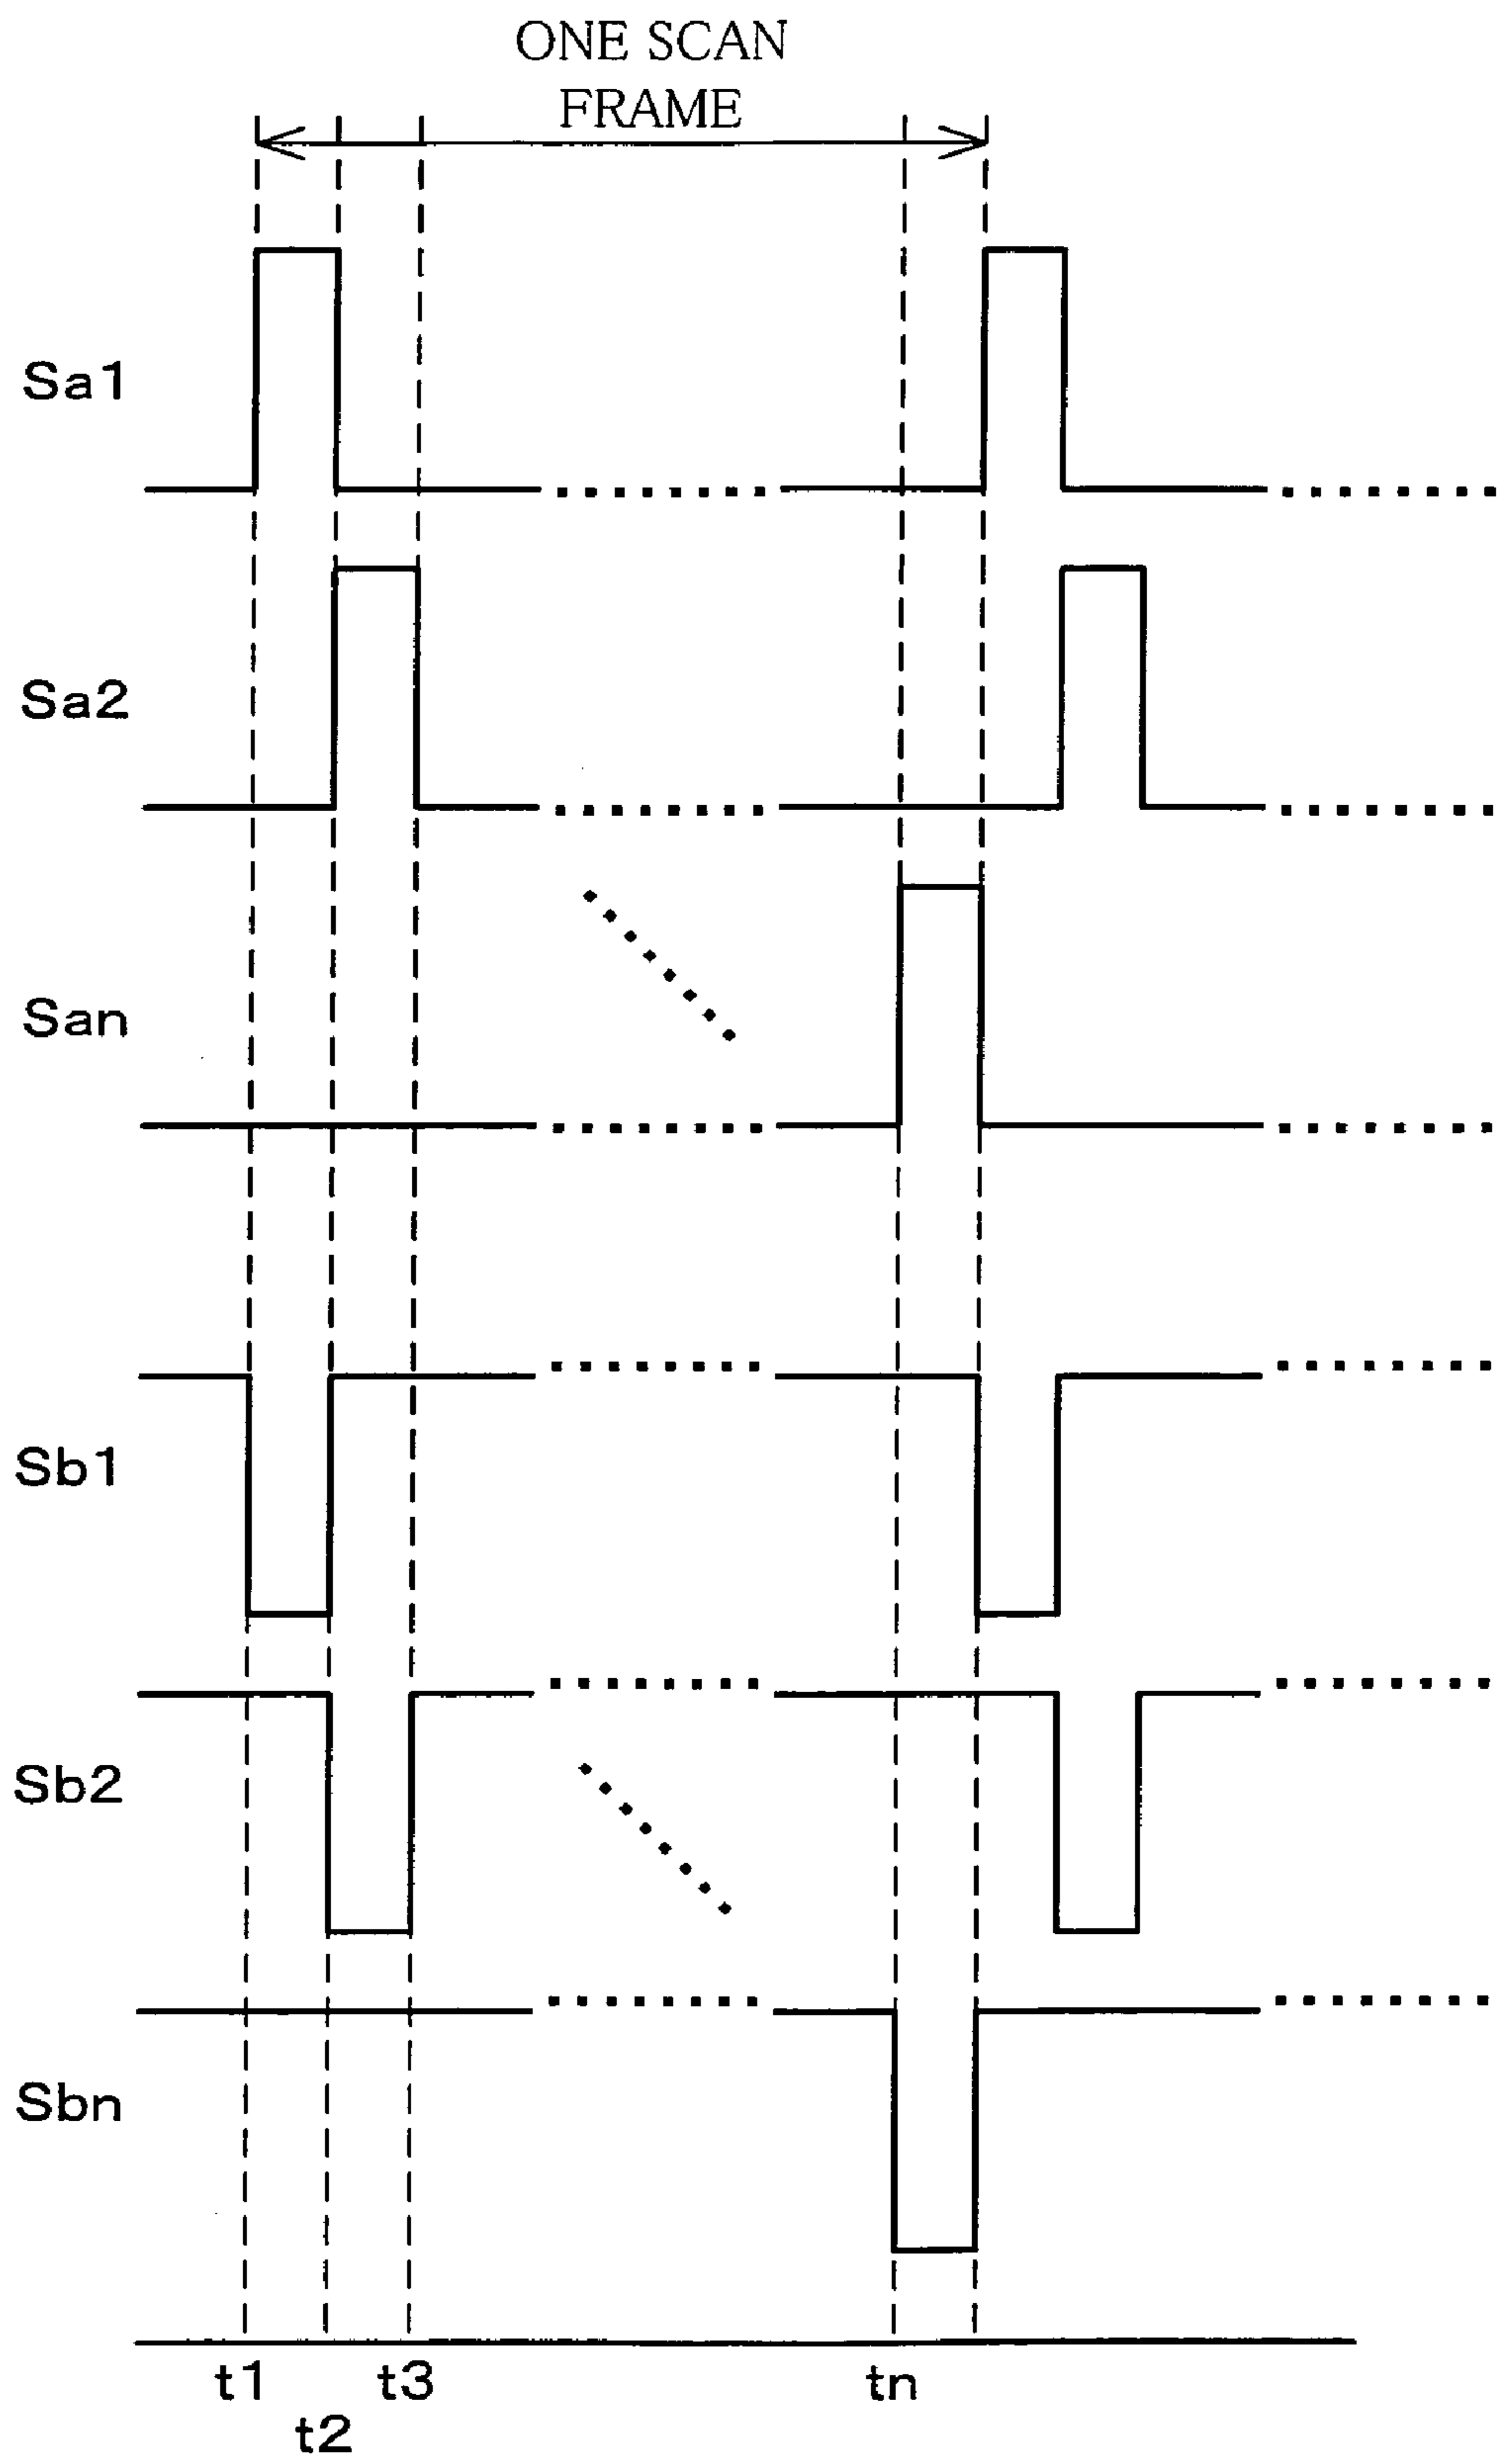 ONE SCAN
FRAME
Sa1
Sa2
San
Sb1
Sb2
Sbn
t1
t3
tn
t2